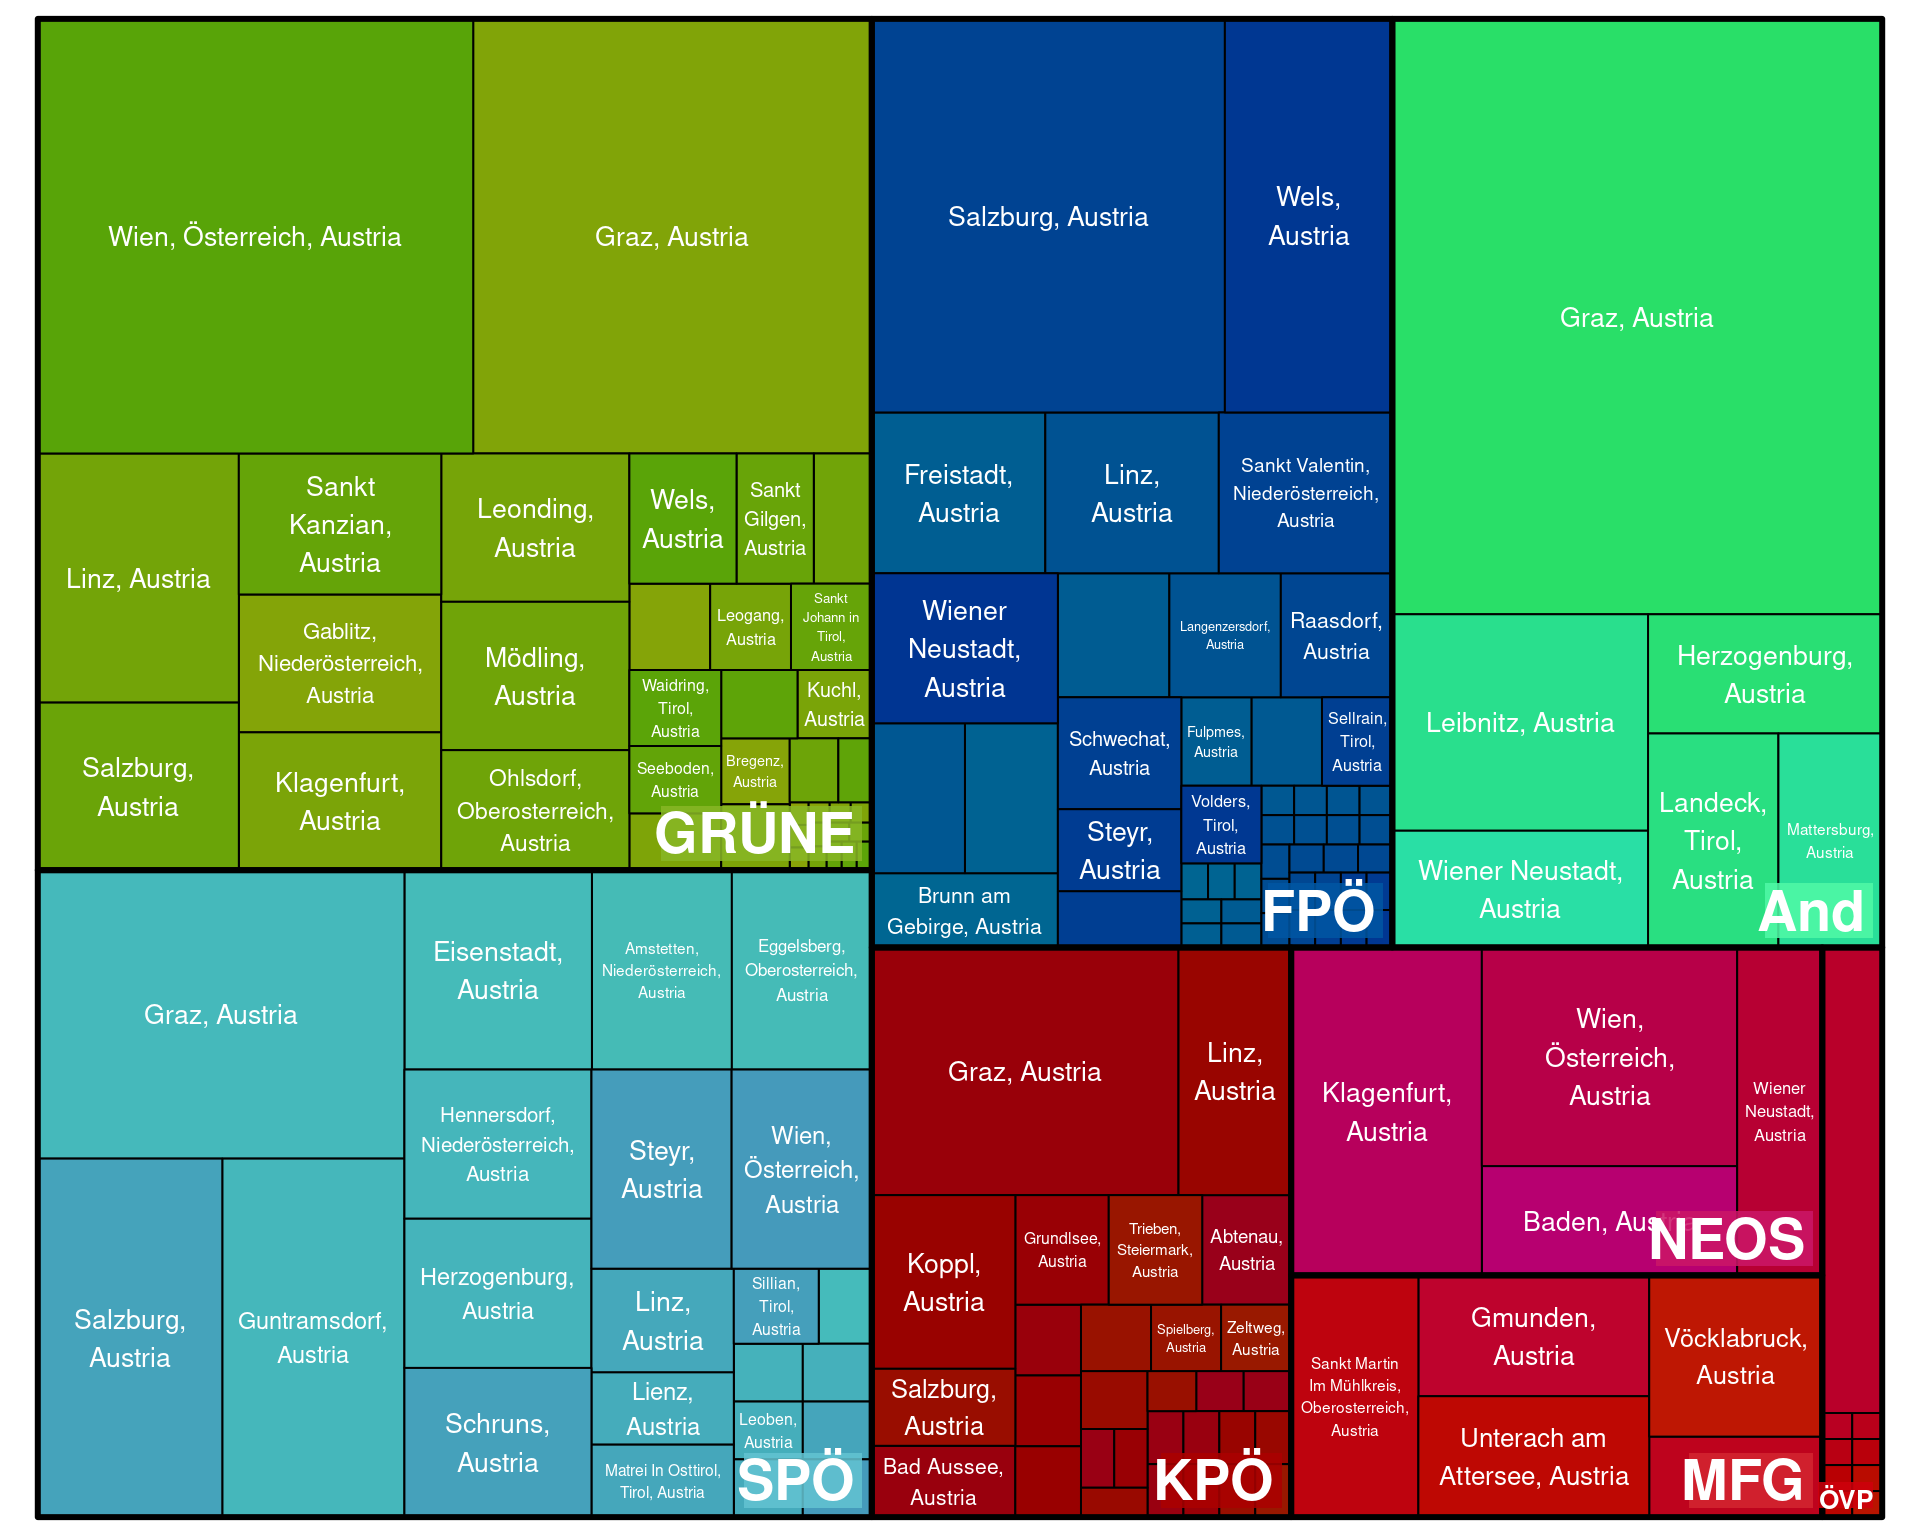 Wien, Österreich, Austria
Graz, Austria
Linz, Austria
Sankt
Kanzian,
Austria
Leonding,
Austria
Wels,
Austria
Sankt
Gilgen,
Austria
Gablitz,
Niederösterreich,
Austria
Mödling,
Austria
Leogang,
Austria
Sankt
Johann in
Tirol,
Austria
Waidring,
Tirol,
Austria
Kuchl,
Austria
Salzburg,
Austria
Klagenfurt,
Austria
Ohlsdorf,
Oberosterreich,
Austria
Seeboden,
Austria
Bregenz,
Austria
GRÜNE
Salzburg, Austria
Wels,
Austria
Freistadt,
Austria
Linz,
Austria
Sankt Valentin,
Niederösterreich,
Austria
Wiener
Neustadt,
Austria
Langenzersdorf,
Austria
Raasdorf,
Austria
Schwechat,
Austria
Fulpmes,
Austria
Sellrain,
Tirol,
Austria
Steyr,
Austria
Volders,
Tirol,
Austria
Brunn am
Gebirge, Austria
FPÖ
Graz, Austria
Leibnitz, Austria
Herzogenburg,
Austria
Wiener Neustadt,
Austria
Landeck,
Tirol,
Austria
Mattersburg,
Austria
And
Graz, Austria
Eisenstadt,
Austria
Amstetten,
Niederösterreich,
Austria
Eggelsberg,
Oberosterreich,
Austria
Hennersdorf,
Niederösterreich,
Austria
Steyr,
Austria
Wien,
Österreich,
Austria
Salzburg,
Austria
Guntramsdorf,
Austria
Herzogenburg,
Austria
Linz,
Austria
Sillian,
Tirol,
Austria
Schruns,
Austria
Lienz,
Austria
Leoben,
Austria
Matrei In Osttirol,
Tirol, Austria
SPÖ
Graz, Austria
Linz,
Austria
Koppl,
Austria
Grundlsee,
Austria
Trieben,
Steiermark,
Austria
Abtenau,
Austria
Spielberg,
Austria
Zeltweg,
Austria
Salzburg,
Austria
Bad Aussee,
Austria
KPÖ
Klagenfurt,
Austria
Wien,
Österreich,
Austria
Wiener
Neustadt,
Austria
Baden, Austria
NEOS
Sankt Martin
Im Mühlkreis,
Oberosterreich,
Austria
Gmunden,
Austria
Vöcklabruck,
Austria
Unterach am
Attersee, Austria
MFG
ÖVP